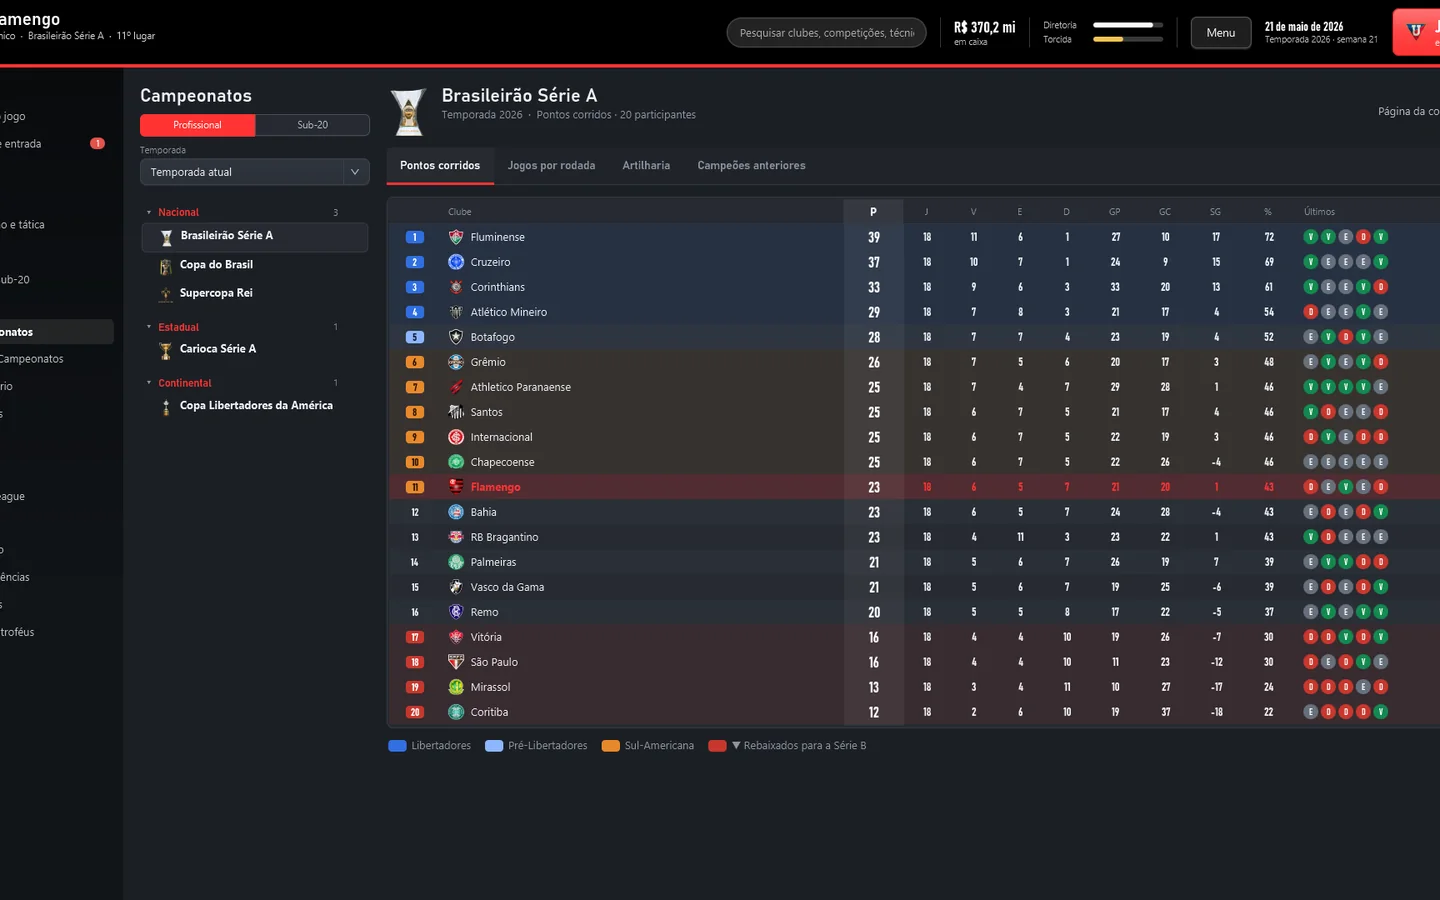 amengo
nico · Brasileirão Série A · 11º lugar
Pesquisar clubes, competições, técni
R$ 370,2 mi
em caixa
Diretoria
Torcida
Menu
21 de maio de 2026
Temporada 2026 · semana 21
jogo
e entrada 1
o e tática
ub-20
onatos
Campeonatos
rio
s
eague
o
ências
s
troféus
Campeonatos
Profissional Sub-20
Temporada
Temporada atual
Nacional 3
Brasileirão Série A
Copa do Brasil
Supercopa Rei
Estadual 1
Carioca Série A
Continental 1
Copa Libertadores da América
Brasileirão Série A
Temporada 2026 · Pontos corridos · 20 participantes
Página da co
Pontos corridos Jogos por rodada Artilharia Campeões anteriores
Clube P J V E D GP GC SG % Últimos
1 Fluminense 39 18 11 6 1 27 10 17 72 V V E D V
2 Cruzeiro 37 18 10 7 1 24 9 15 69 V E E E V
3 Corinthians 33 18 9 6 3 33 20 13 61 V E E V D
4 Atlético Mineiro 29 18 7 8 3 21 17 4 54 D E E V E
5 Botafogo 28 18 7 7 4 23 19 4 52 E V D V E
6 Grêmio 26 18 7 5 6 20 17 3 48 E V E V D
7 Athletico Paranaense 25 18 7 4 7 29 28 1 46 V V V V E
8 Santos 25 18 6 7 5 21 17 4 46 V D E E D
9 Internacional 25 18 6 7 5 22 19 3 46 D V E D D
10 Chapecoense 25 18 6 7 5 22 26 -4 46 E E E E E
11 Flamengo 23 18 6 5 7 21 20 1 43 D E V E D
12 Bahia 23 18 6 5 7 24 28 -4 43 E D E D V
13 RB Bragantino 23 18 4 11 3 23 22 1 43 V D E E E
14 Palmeiras 21 18 5 6 7 26 19 7 39 E V V D D
15 Vasco da Gama 21 18 5 6 7 19 25 -6 39 E D E D V
16 Remo 20 18 5 5 8 17 22 -5 37 E V E V V
17 Vitória 16 18 4 4 10 19 26 -7 30 D D V D V
18 São Paulo 16 18 4 4 10 11 23 -12 30 D E D V E
19 Mirassol 13 18 3 4 11 10 27 -17 24 D D D E D
20 Coritiba 12 18 2 6 10 19 37 -18 22 E D D D V
Libertadores Pré-Libertadores Sul-Americana ▼ Rebaixados para a Série B